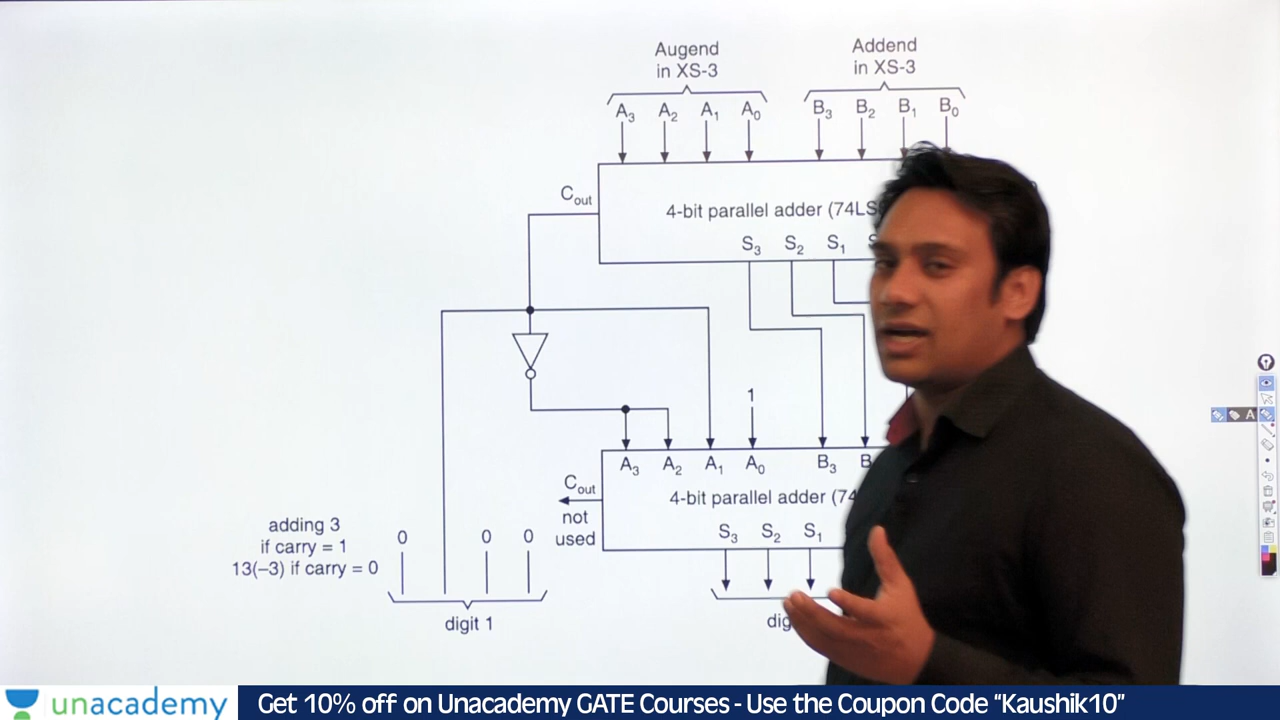 Augend
in XS-3
Addend
in XS-3
A3 A2 A1 A0
B3 B2 B1 B0
Cout
4-bit parallel adder
S3 S2 S1
1
A3 A2 A1 A0 B3
Cout
not
used
4-bit parallel adder
S3 S2 S1
adding 3
if carry = 1
13(–3) if carry = 0
0 0 0
digit 1
A
unacademy
Get 10% off on Unacademy GATE Courses - Use the Coupon Code “Kaushik10”